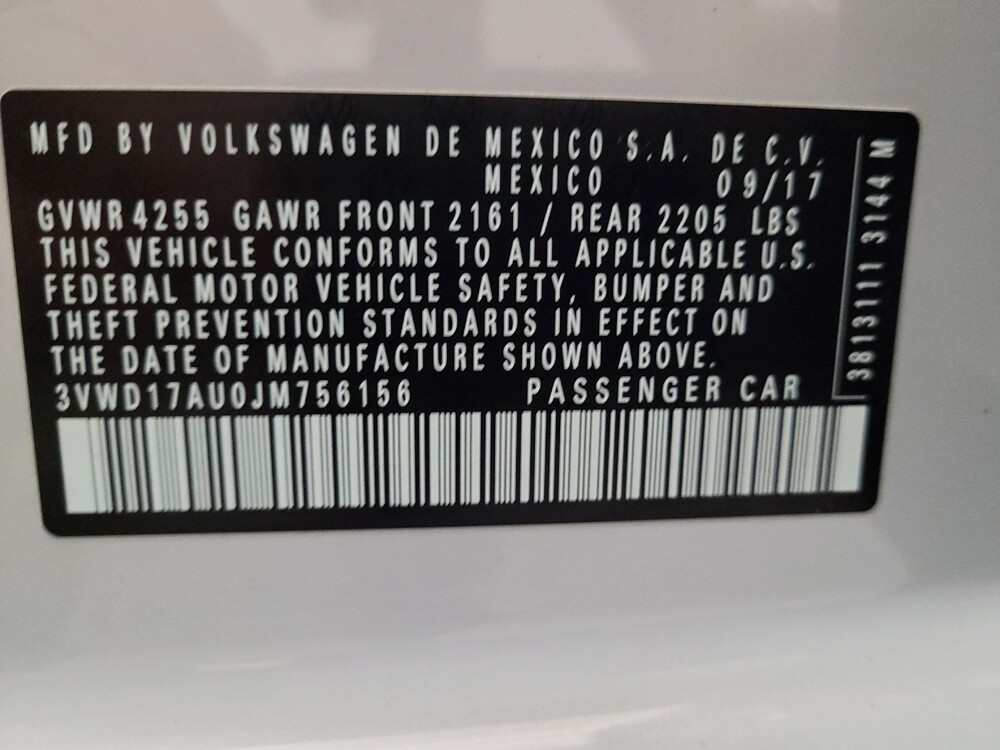 MFD BY VOLKSWAGEN DE MEXICO S.A. DE C.V.
MEXICO 09/17
GVWR 4255 GAWR FRONT 2161 / REAR 2205 LBS
THIS VEHICLE CONFORMS TO ALL APPLICABLE U.S.
FEDERAL MOTOR VEHICLE SAFETY, BUMPER AND
THEFT PREVENTION STANDARDS IN EFFECT ON
THE DATE OF MANUFACTURE SHOWN ABOVE.
3VWD17AU0JM756156 PASSENGER CAR
3813111 3144 M